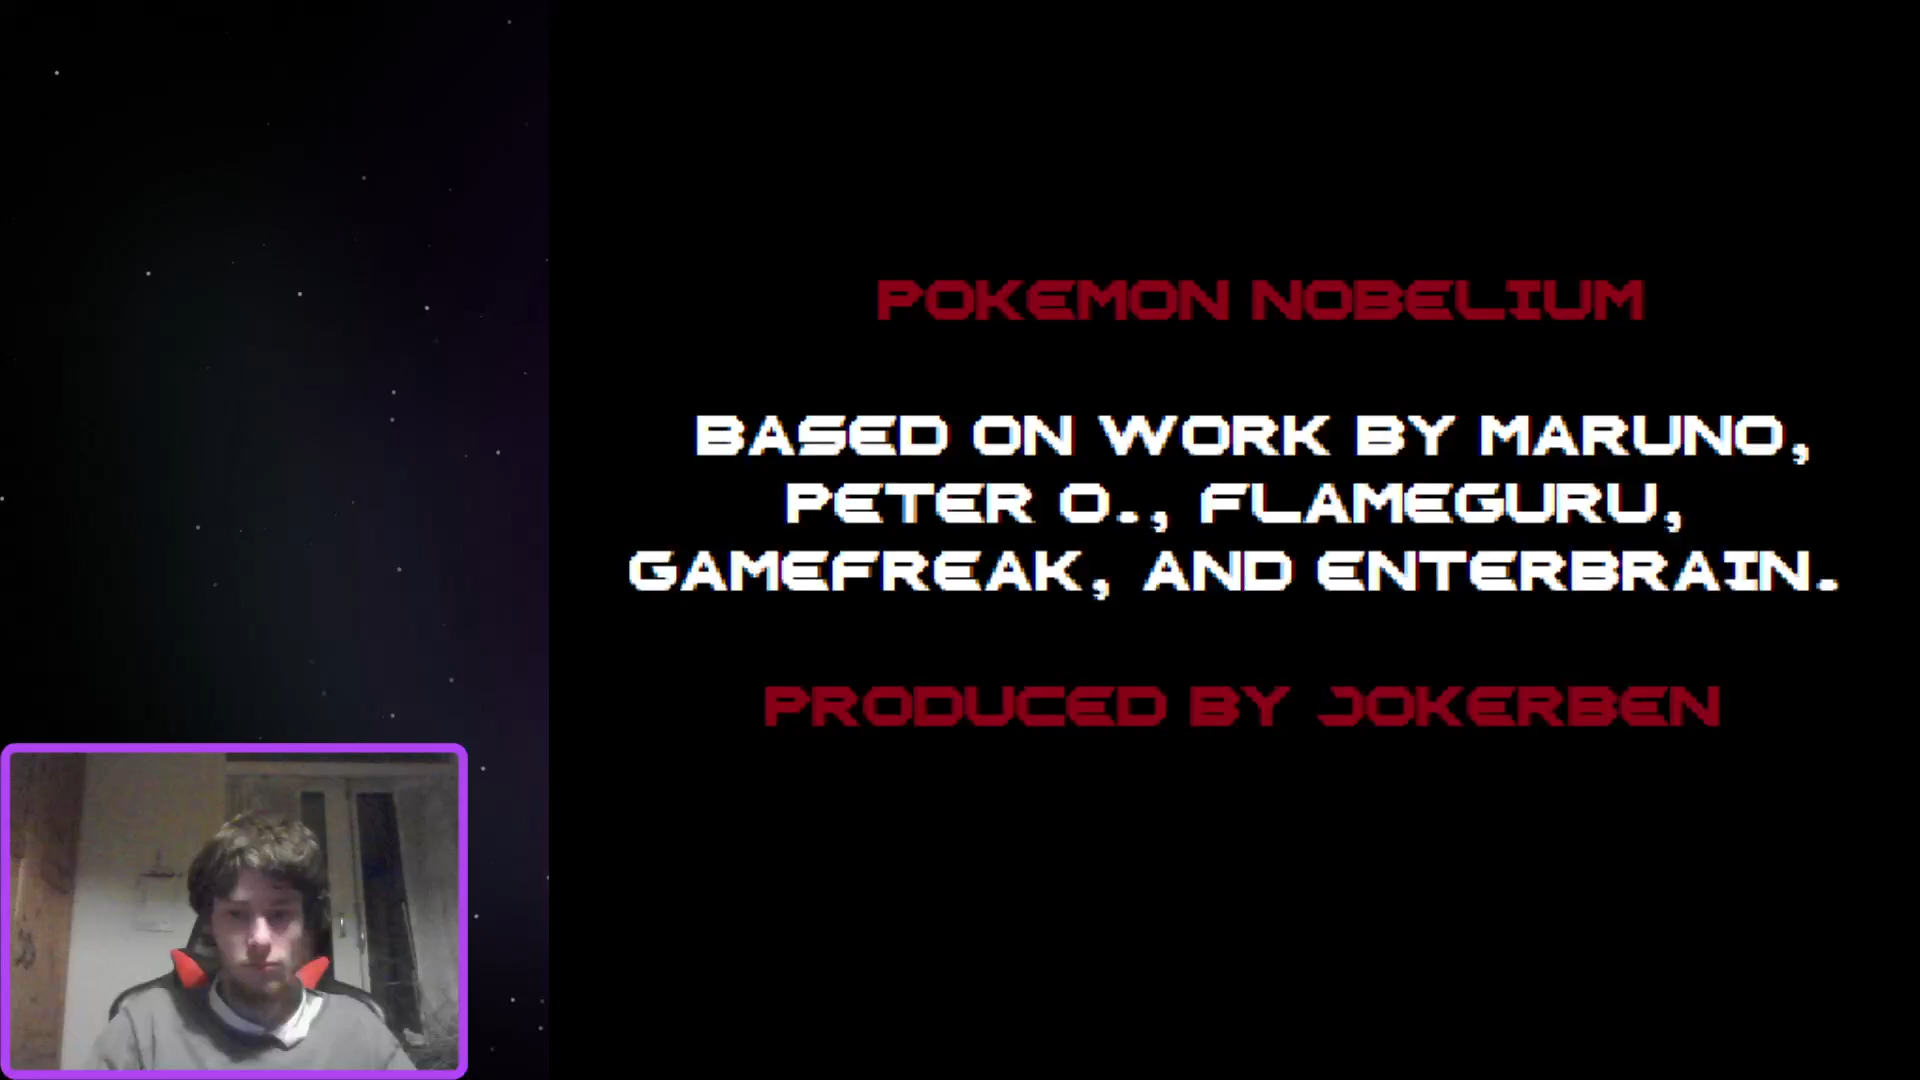 POKEMON NOBELIUM
BASED ON WORK BY MARUNO,
PETER O., FLAMEGURU,
GAMEFREAK, AND ENTERBRAIN.
PRODUCED BY JOKERBEN